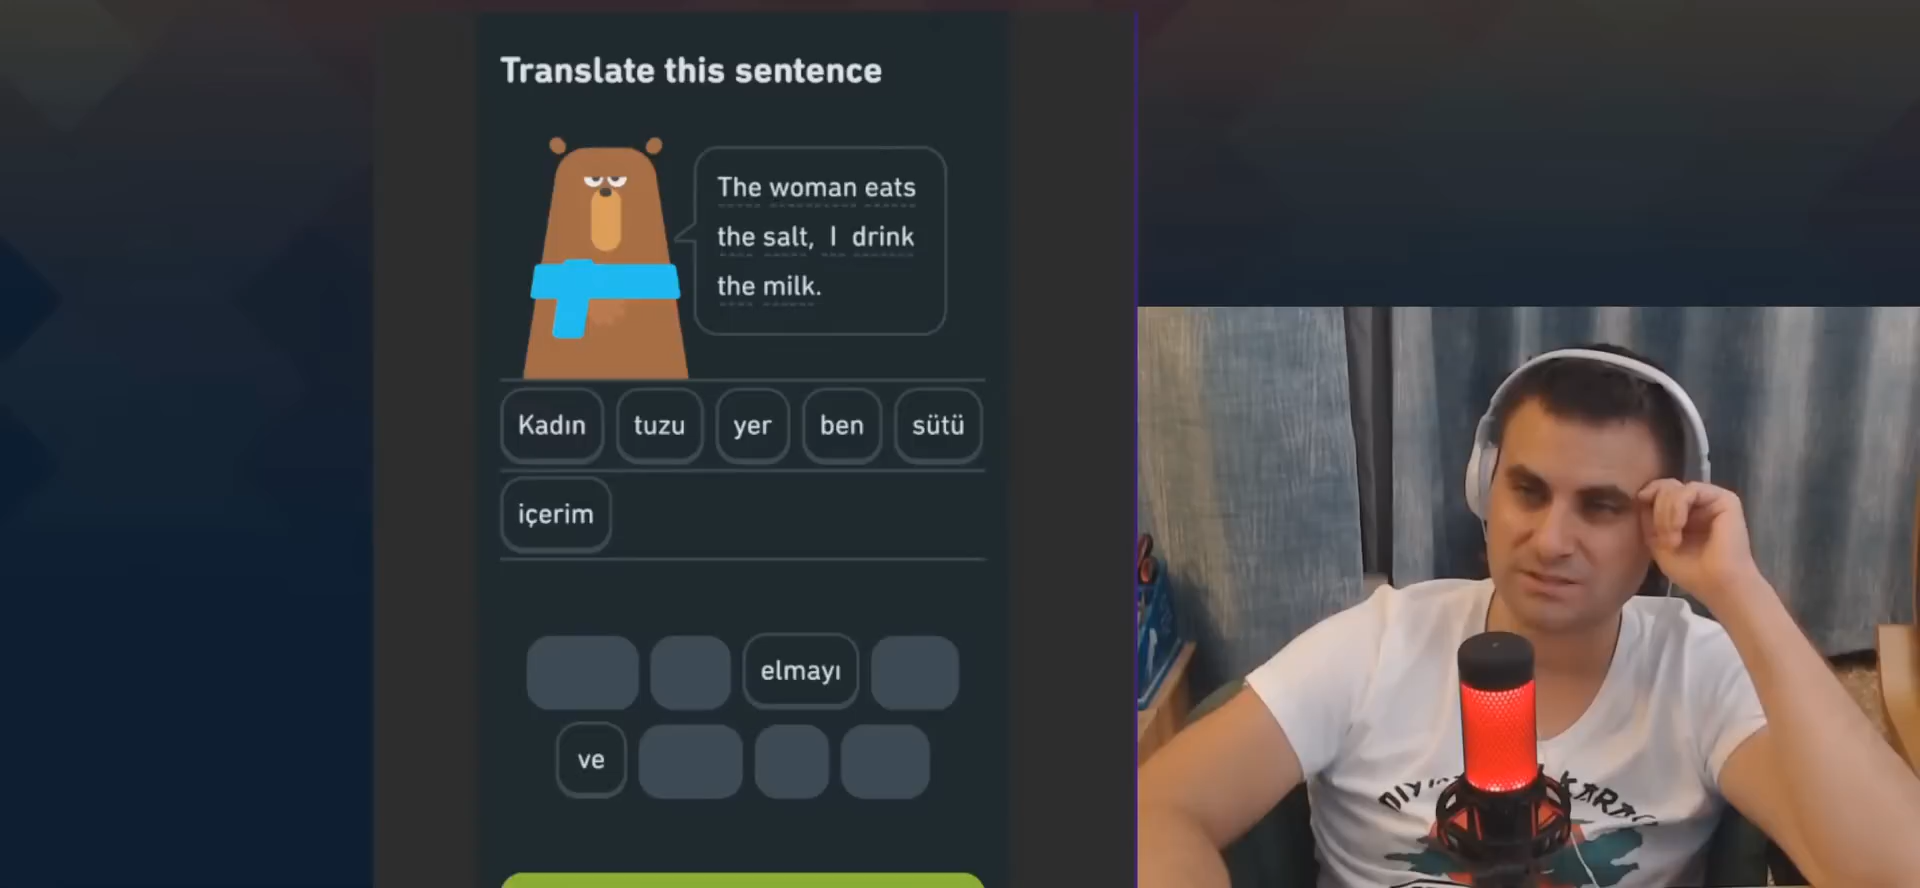 Translate this sentence
The woman eats
the salt, I drink
the milk.
Kadın tuzu yer ben sütü
içerim
elmayı
ve